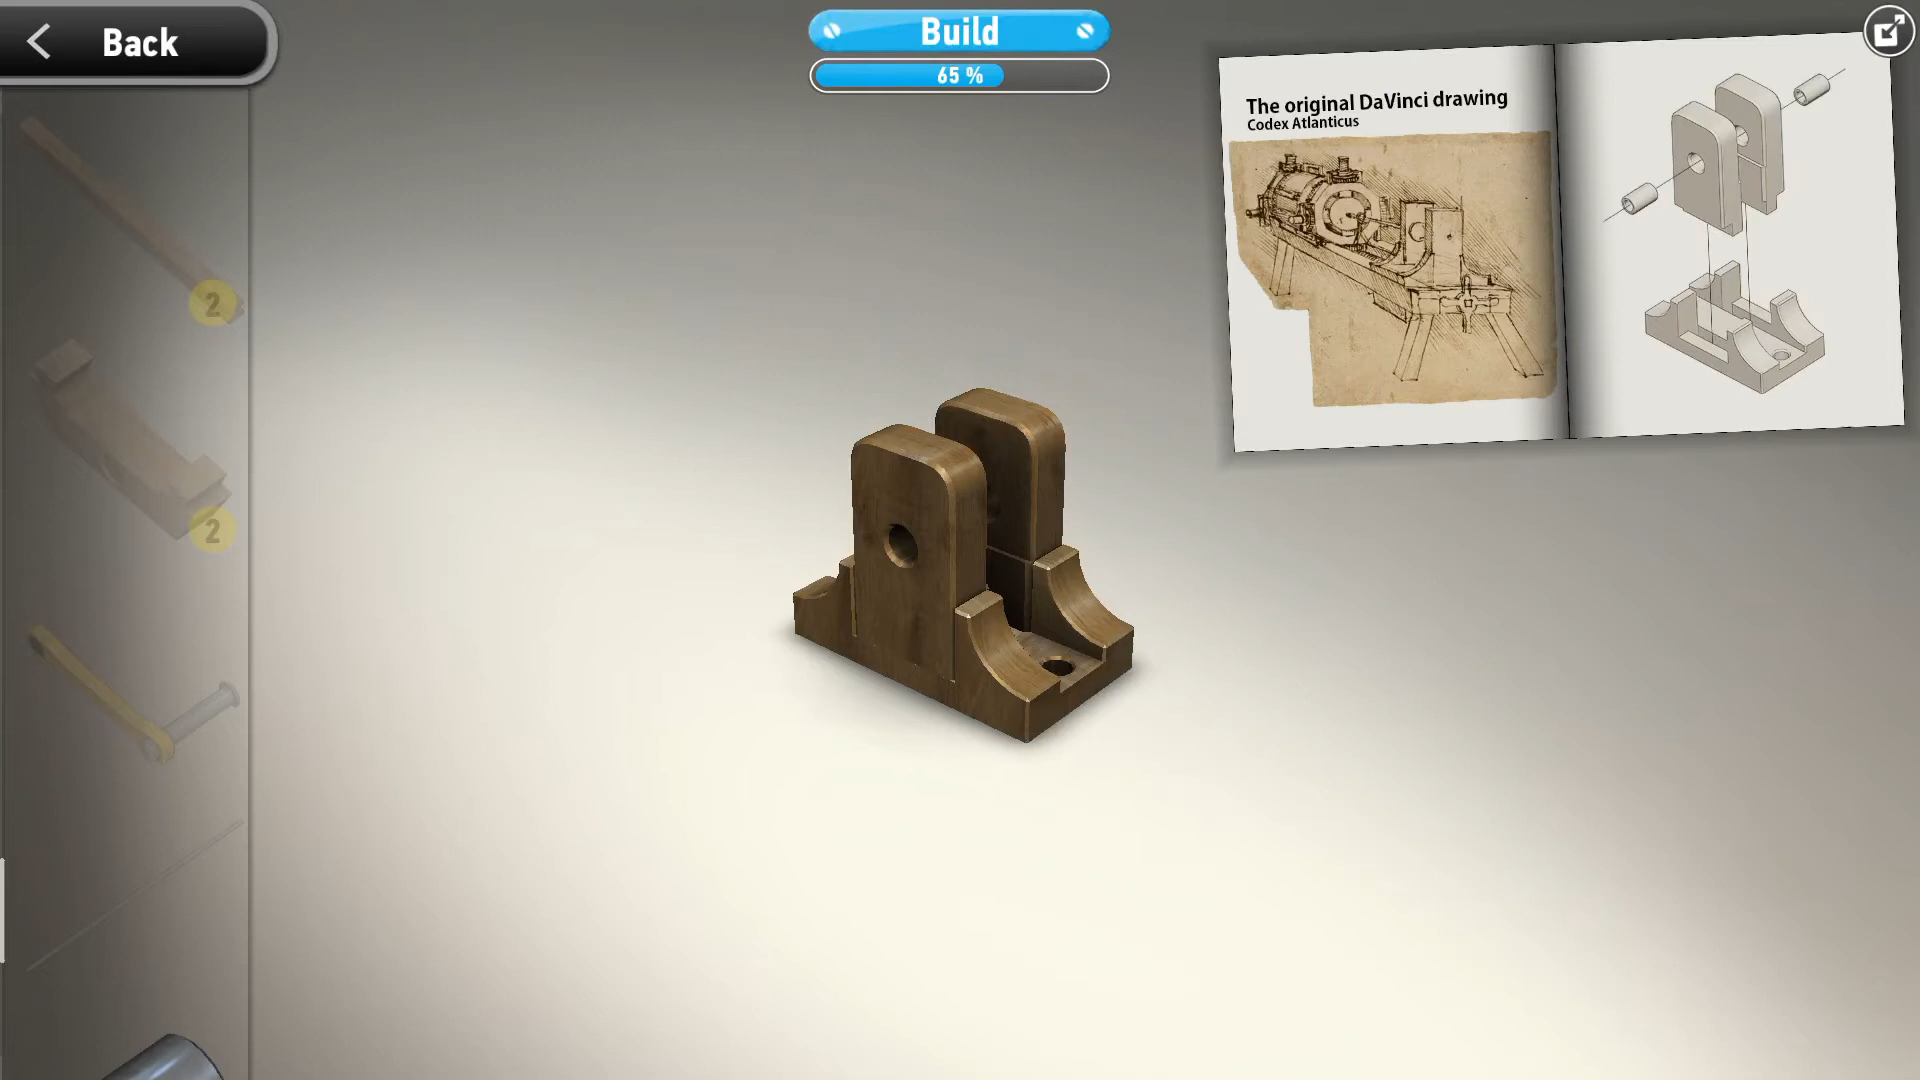 Back
Build
65 %
The original DaVinci drawing
Codex Atlanticus
2
2